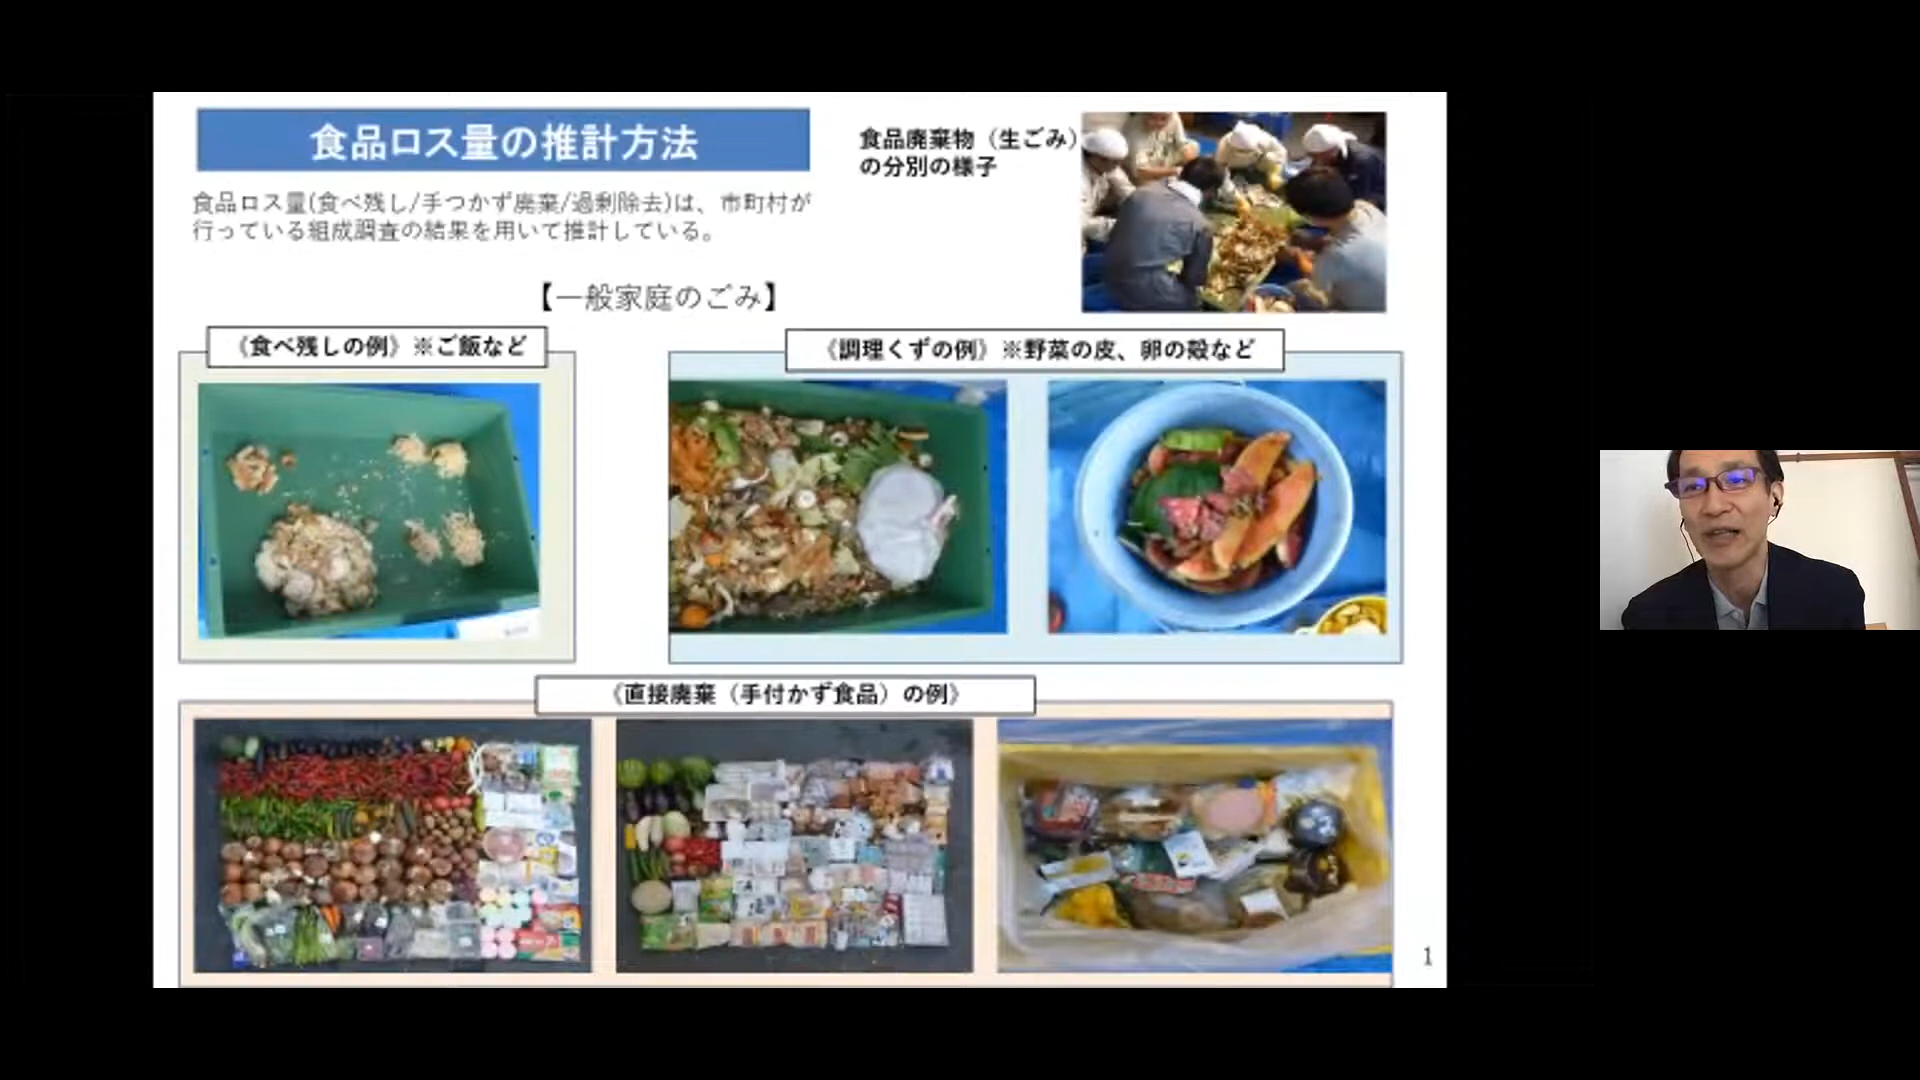 食品ロス量の推計方法
食品廃棄物（生ごみ）
の分別の様子
食品ロス量(食べ残し/手つかず廃棄/過剰除去)は、市町村が
行っている組成調査の結果を用いて推計している。
【一般家庭のごみ】
《食べ残しの例》※ご飯など
《調理くずの例》※野菜の皮、卵の殻など
《直接廃棄（手付かず食品）の例》
1